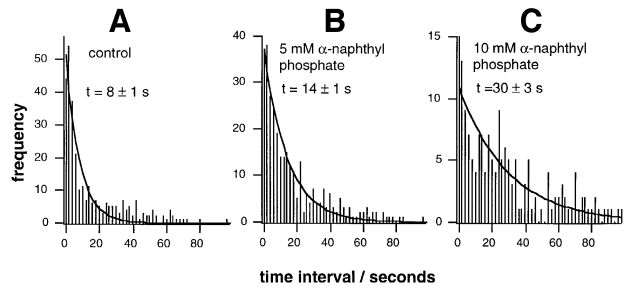 A
B
C
control
t = 8 ± 1 s
5 mM α-naphthyl
phosphate
t = 14 ± 1 s
10 mM α-naphthyl
phosphate
t =30 ± 3 s
frequency
50
40
30
20
10
0
40
30
20
10
0
15
10
5
0
0 20 40 60 80
0 20 40 60 80
0 20 40 60 80
time interval / seconds